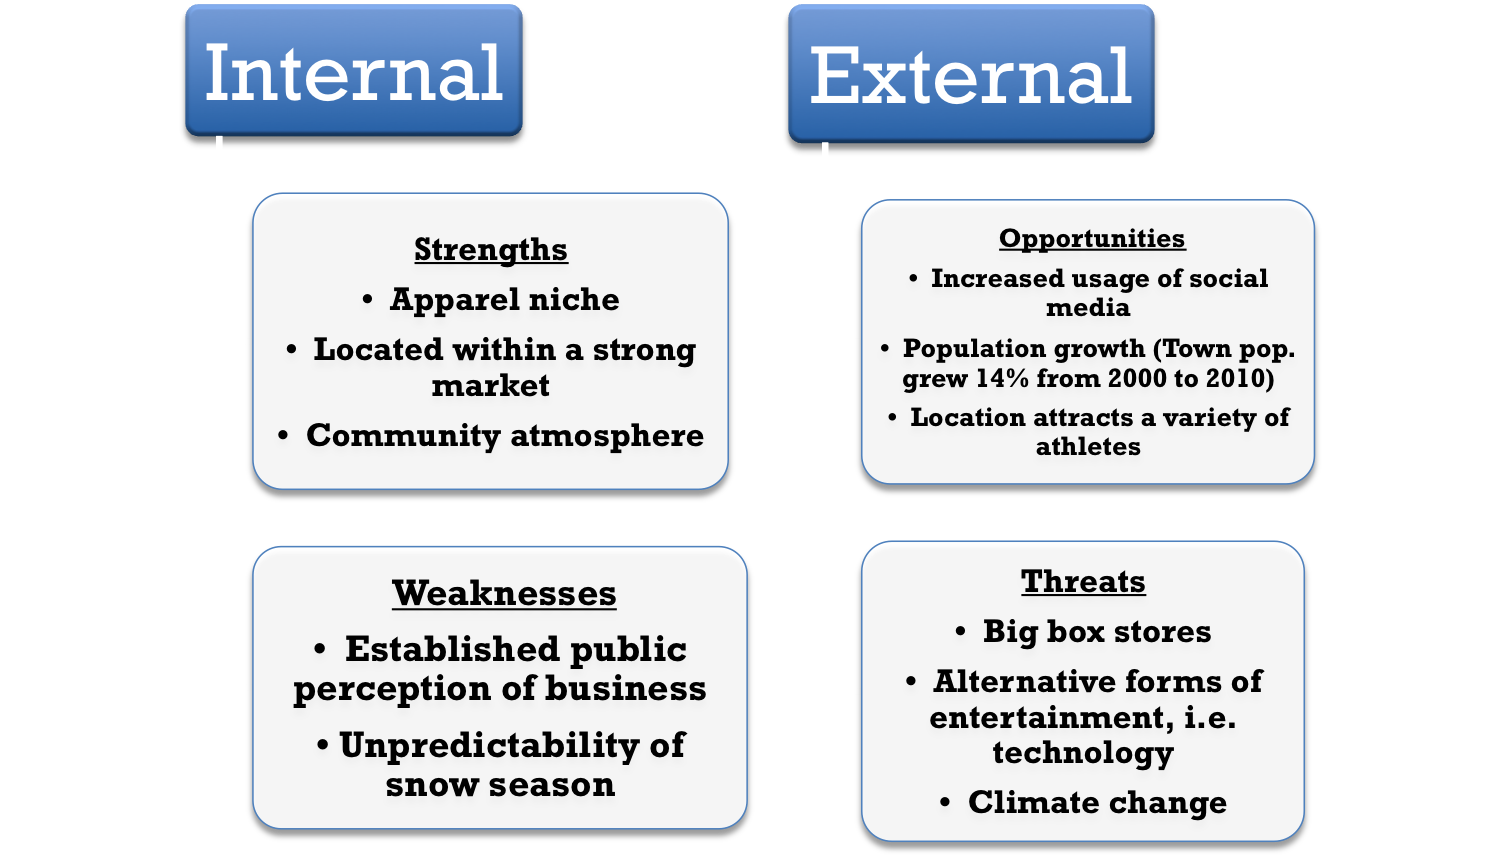 Internal
External
Strengths
• Apparel niche
• Located within a strong
market
• Community atmosphere
Opportunities
• Increased usage of social
media
• Population growth (Town pop.
grew 14% from 2000 to 2010)
• Location attracts a variety of
athletes
Weaknesses
• Established public
perception of business
• Unpredictability of
snow season
Threats
• Big box stores
• Alternative forms of
entertainment, i.e.
technology
• Climate change